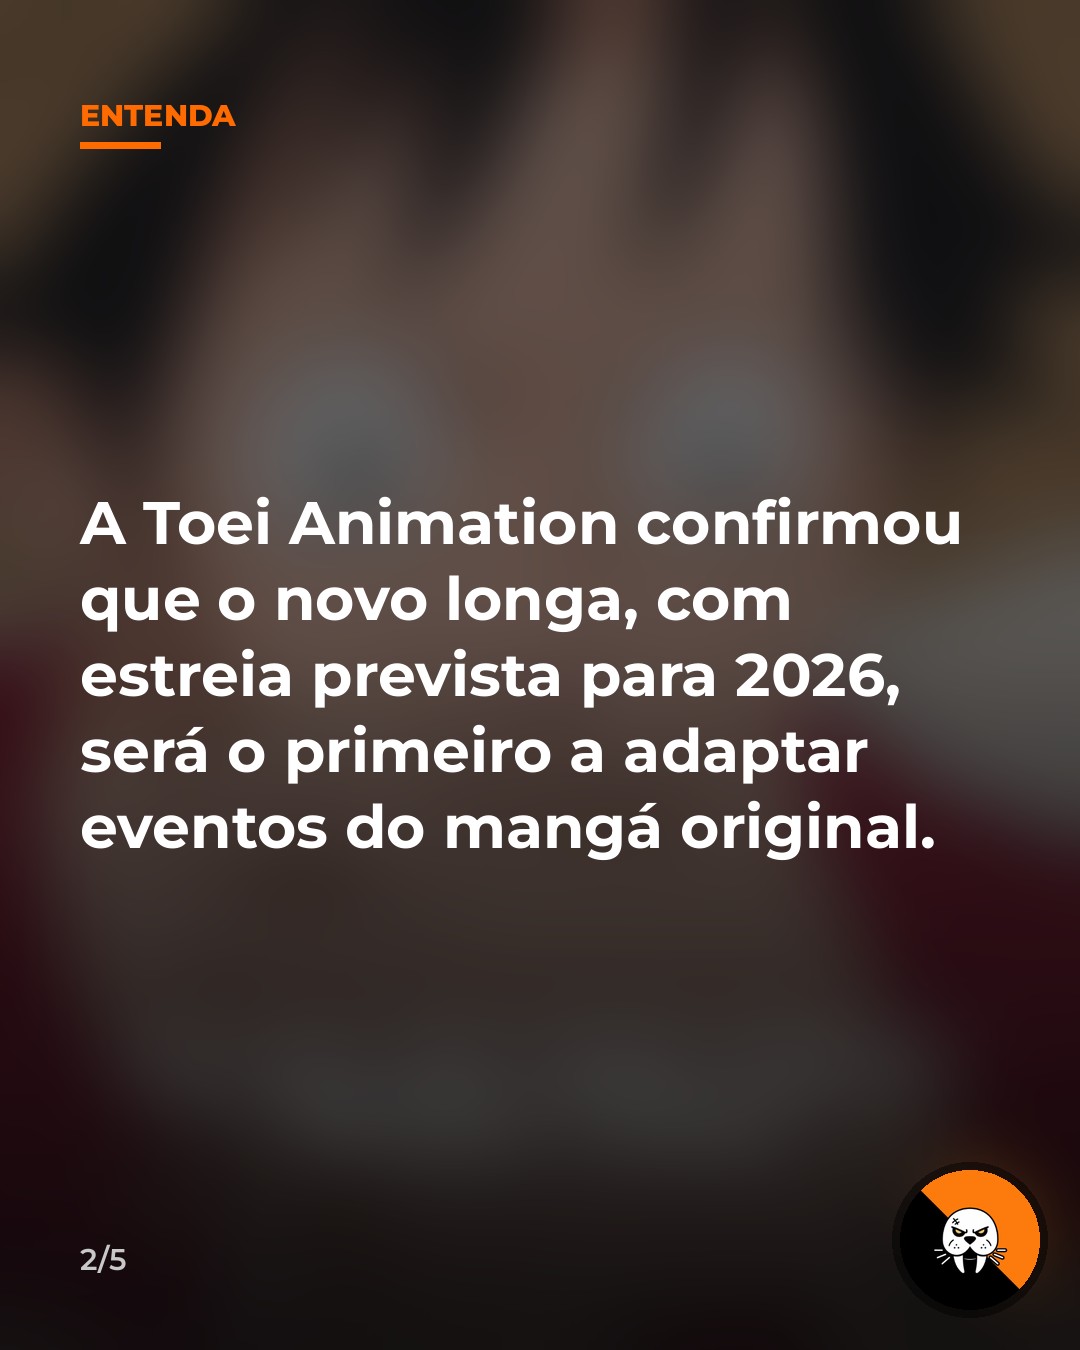 ENTENDA
A Toei Animation confirmou
que o novo longa, com
estreia prevista para 2026,
será o primeiro a adaptar
eventos do mangá original.
2/5